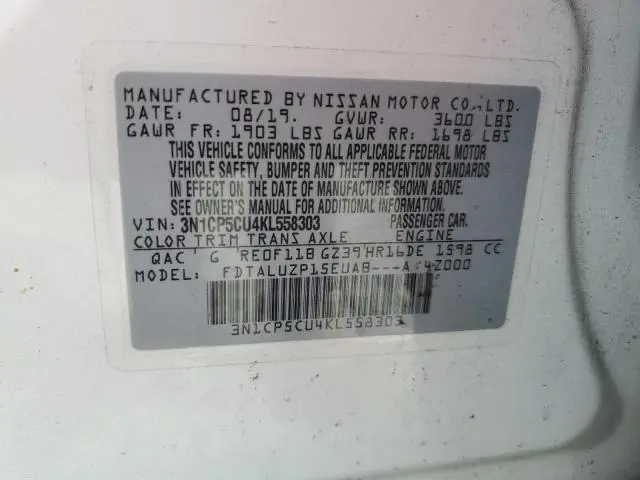 MANUFACTURED BY NISSAN MOTOR CO., LTD.
DATE: 08/19. GVWR: 3600 LBS
GAWR FR: 1903 LBS GAWR RR: 1698 LBS
THIS VEHICLE CONFORMS TO ALL APPLICABLE FEDERAL MOTOR
VEHICLE SAFETY, BUMPER AND THEFT PREVENTION STANDARDS
IN EFFECT ON THE DATE OF MANUFACTURE SHOWN ABOVE.
SEE OWNER'S MANUAL FOR ADDITIONAL INFORMATION.
VIN: 3N1CP5CU4KL558303 PASSENGER CAR.
COLOR TRIM TRANS AXLE ENGINE
QAC G RE0F11B GZ39 HR16DE 1598 CC
MODEL: FDTALUZP15EUAB---A: 4Z000
3N1CP5CU4KL558303